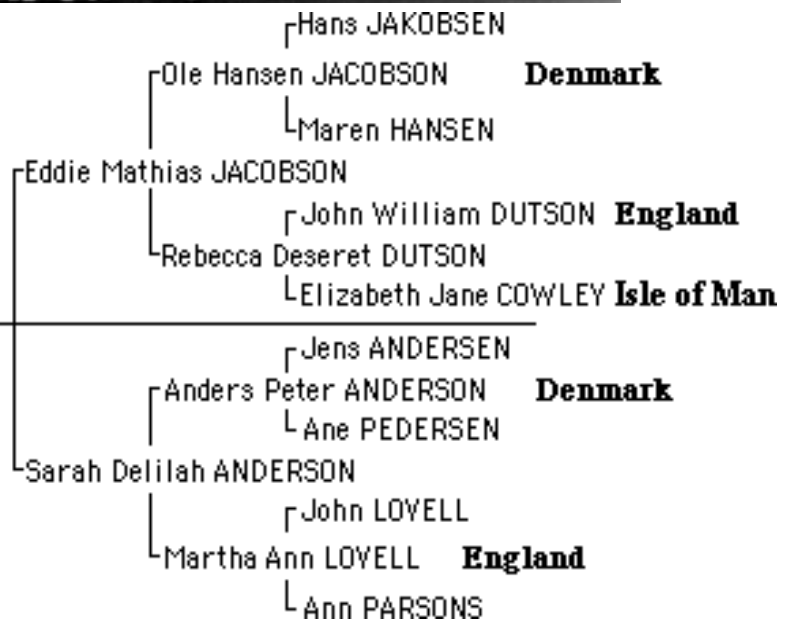 Hans JAKOBSEN
Ole Hansen JACOBSON Denmark
Maren HANSEN
Eddie Mathias JACOBSON
John William DUTSON England
Rebecca Deseret DUTSON
Elizabeth Jane COWLEY Isle of Man
Jens ANDERSEN
Anders Peter ANDERSON Denmark
Ane PEDERSEN
Sarah Delilah ANDERSON
John LOVELL
Martha Ann LOVELL England
Ann PARSONS